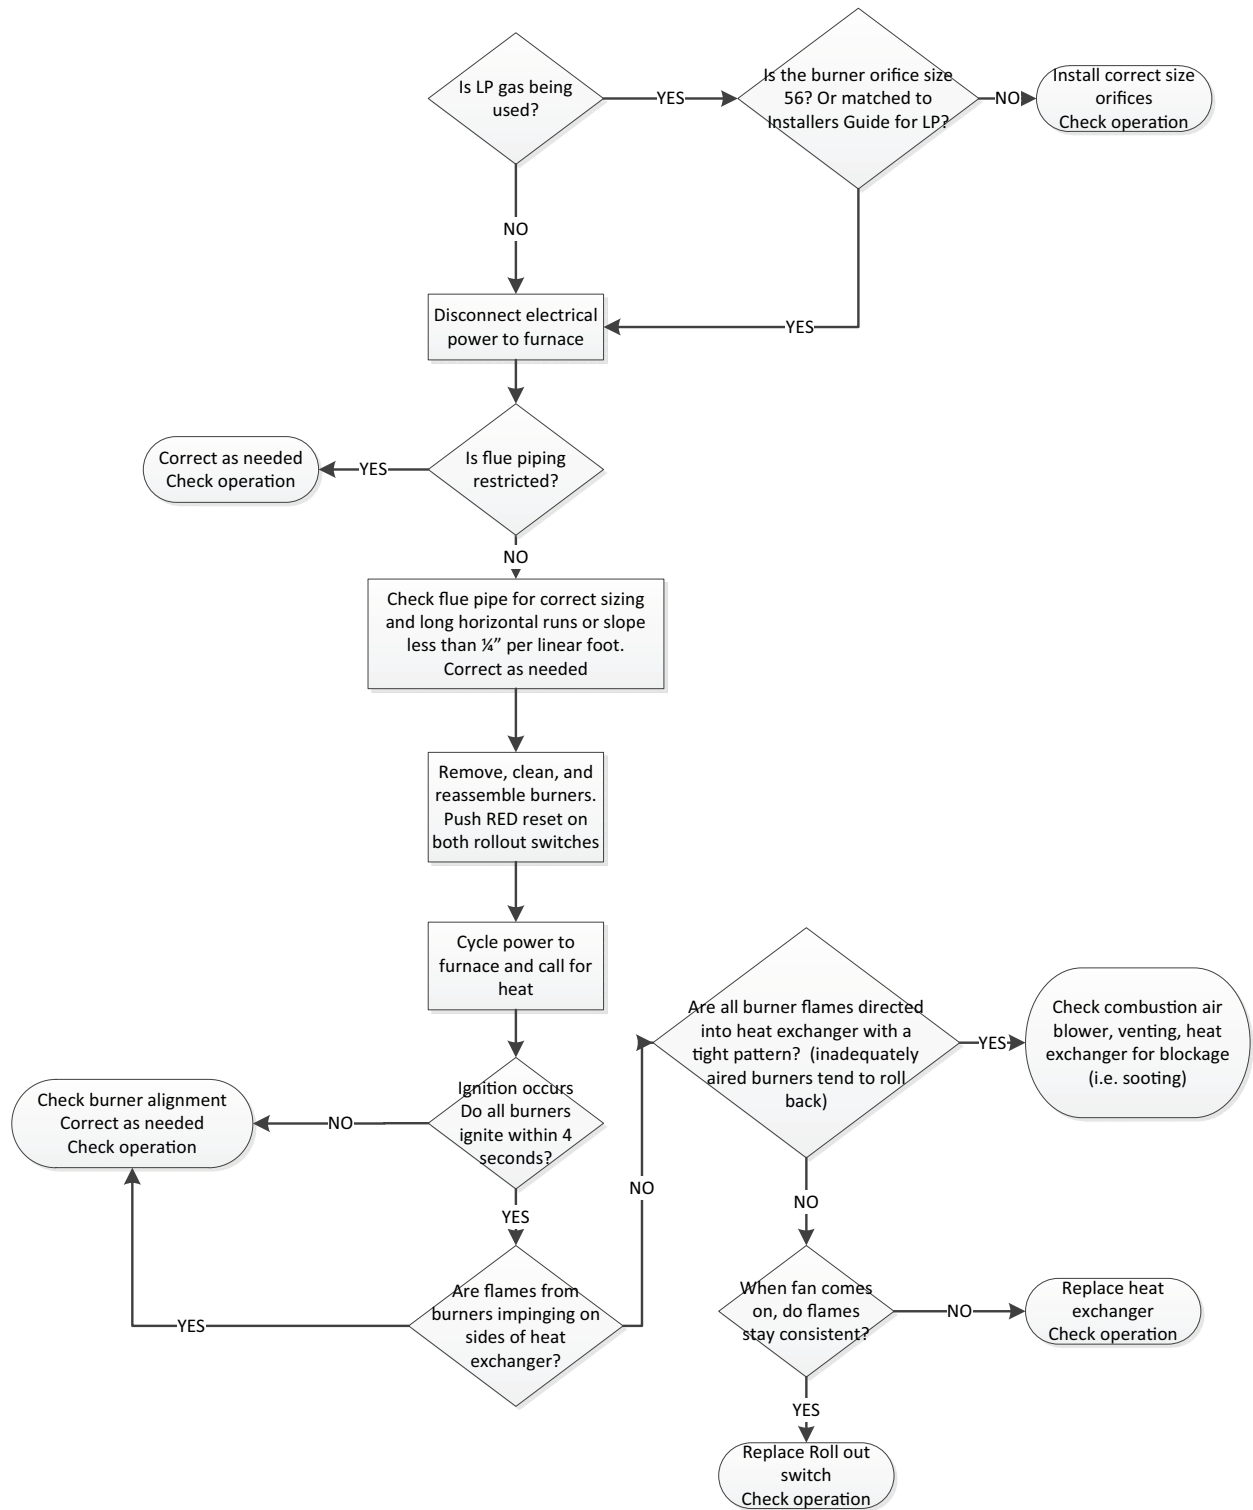 Is LP gas being
used?
YES
Is the burner orifice size
56? Or matched to
Installers Guide for LP?
NO
Install correct size
orifices
Check operation
NO
YES
Disconnect electrical
power to furnace
Is flue piping
restricted?
YES
Correct as needed
Check operation
NO
Check flue pipe for correct sizing
and long horizontal runs or slope
less than ¼” per linear foot.
Correct as needed
Remove, clean, and
reassemble burners.
Push RED reset on
both rollout switches
Cycle power to
furnace and call for
heat
Ignition occurs
Do all burners
ignite within 4
seconds?
NO
Check burner alignment
Correct as needed
Check operation
YES
Are flames from
burners impinging on
sides of heat
exchanger?
YES
NO
Are all burner flames directed
into heat exchanger with a
tight pattern? (inadequately
aired burners tend to roll
back)
YES
Check combustion air
blower, venting, heat
exchanger for blockage
(i.e. sooting)
NO
When fan comes
on, do flames
stay consistent?
NO
Replace heat
exchanger
Check operation
YES
Replace Roll out
switch
Check operation